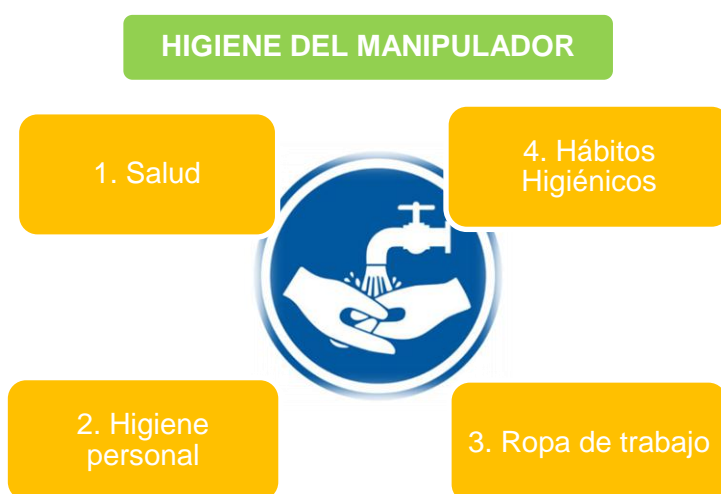 HIGIENE DEL MANIPULADOR
1. Salud
4. Hábitos
Higiénicos
2. Higiene
personal
3. Ropa de trabajo